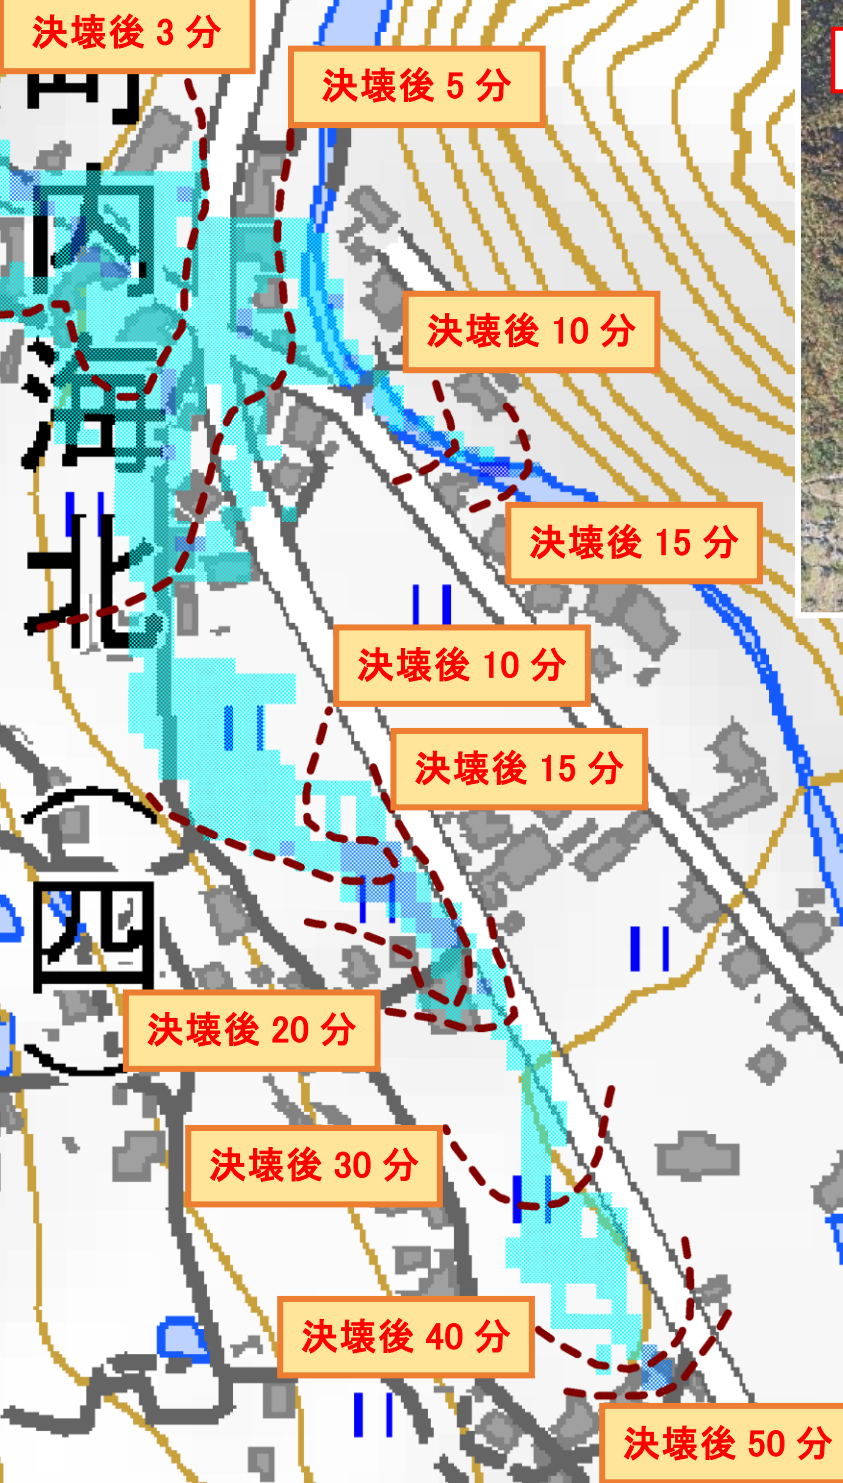 決壊後 3 分
決壊後 5 分
決壊後 10 分
決壊後 15 分
決壊後 10 分
決壊後 15 分
決壊後 20 分
決壊後 30 分
決壊後 40 分
決壊後 50 分
内海北(四)